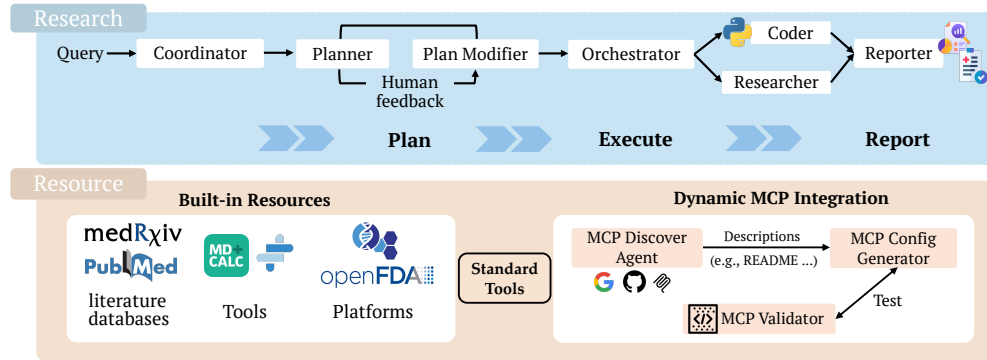 Research
Query
Coordinator
Planner
Plan Modifier
Human
feedback
Orchestrator
Coder
Researcher
Reporter
Plan
Execute
Report
Resource
Built-in Resources
medRχiv
PubMed
literature
databases
MD+
CALC
Tools
openFDA
Platforms
Standard
Tools
Dynamic MCP Integration
MCP Discover
Agent
Descriptions
(e.g., README ...)
MCP Config
Generator
Test
MCP Validator